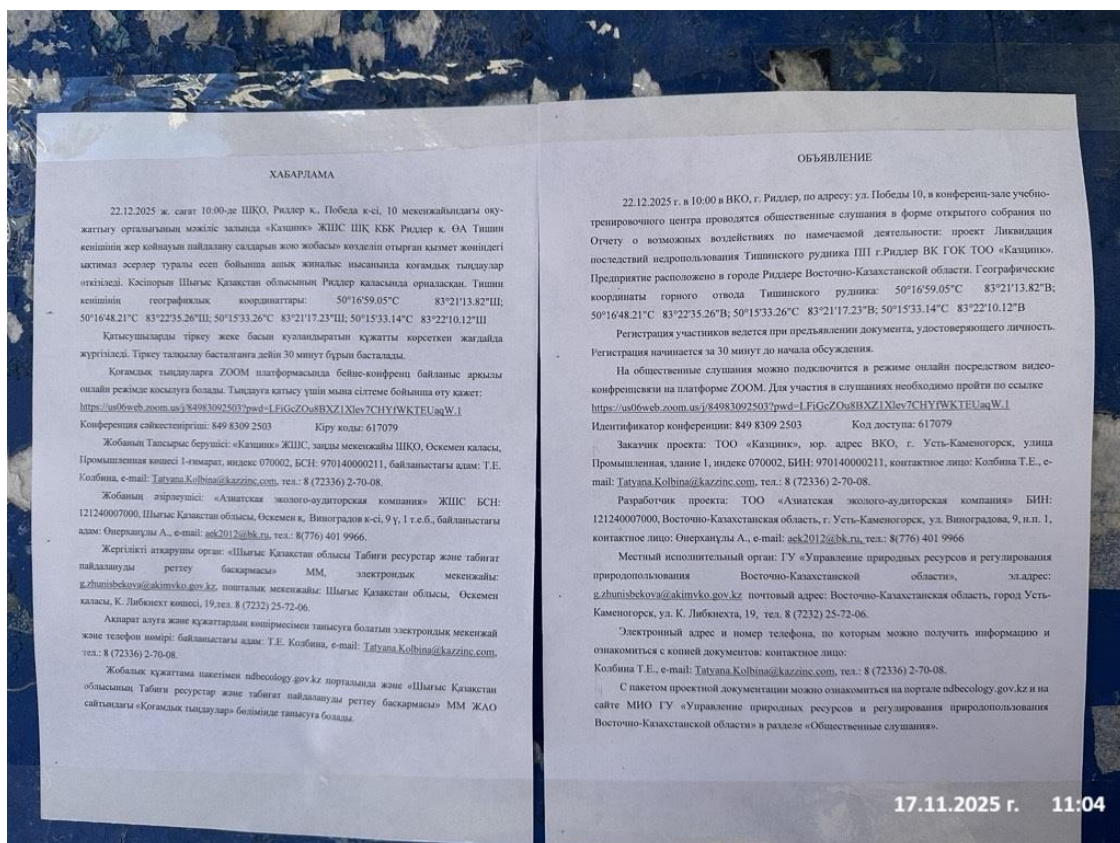 ХАБАРЛАМА
22.12.2025 ж. сағат 10:00-де ШҚО, Риддер қ., Победа к-сі, 10 мекенжайындағы оқу-
жаттығу орталығының мәжіліс залында «Казцинк» ЖШС ШҚ КБК Риддер қ. ӨА Тишин
кенішінің жер қойнауын пайдалану салдарын жою жобасы» көзделіп отырған қызмет жөніндегі
ықтимал әсерлер туралы есеп бойынша ашық жиналыс нысанында қоғамдық тыңдаулар
өткізіледі. Кәсіпорын Шығыс Қазақстан облысының Риддер қаласында орналасқан. Тишин
кенішінің географиялық координаттары: 50°16'59.05"С 83°21'13.82"Ш;
50°16'48.21"С 83°22'35.26"Ш; 50°15'33.26"С 83°21'17.23"Ш; 50°15'33.14"С 83°22'10.12"Ш
Қатысушыларды тіркеу жеке басын куәландыратын құжатты көрсеткен жағдайда
жүргізіледі. Тіркеу талқылау басталғанға дейін 30 минут бұрын басталады.
Қоғамдық тыңдауларға ZOOM платформасында бейне-конференц байланыс арқылы
онлайн режимде қосылуға болады. Тыңдауға қатысу үшін мына сілтеме бойынша өту қажет:
https://us06web.zoom.us/j/84983092503?pwd=LFiGcZOu8BXZ1Xlev7CHYfWKTEUaqW.1
Конференция сәйкестенгіргіші: 849 8309 2503 Кіру коды: 617079
Жобаның Тапсырыс берушісі: «Казцинк» ЖШС, заңды мекенжайы ШҚО, Өскемен қаласы,
Промышленная көшесі 1-ғимарат, индекс 070002, БСН: 970140000211, байланыстағы адам: Т.Е.
Колбина, e-mail: Tatyana.Kolbina@kazzinc.com, тел.: 8 (72336) 2-70-08.
Жобаның әзірлеушісі: «Азиатская эколого-аудиторская компания» ЖШС БСН:
121240007000, Шығыс Қазақстан облысы, Өскемен қ, Виноградов к-сі, 9 ү, 1 т.е.б., байланыстағы
адам: Өнерханұлы А., e-mail: aek2012@bk.ru, тел.: 8(776) 401 9966.
Жергілікті атқарушы орган: «Шығыс Қазақстан облысы Табиғи ресурстар және табиғат
пайдалануды реттеу басқармасы» ММ, электрондық мекенжайы:
g.zhunisbekova@akimvko.gov.kz, пошталық мекенжайы: Шығыс Қазақстан облысы, Өскемен
қаласы, К. Либкнехт көшесі, 19,тел. 8 (7232) 25-72-06.
Ақпарат алуға және құжаттардың көшірмесімен танысуға болатын электрондық мекенжай
және телефон нөмірі: байланыстағы адам: Т.Е. Колбина, e-mail: Tatyana.Kolbina@kazzinc.com,
тел.: 8 (72336) 2-70-08.
Жобалық құжаттама пакетімен ndbecology.gov.kz порталында және «Шығыс Қазақстан
облысының Табиғи ресурстар және табиғат пайдалануды реттеу басқармасы» ММ ЖАО
сайтындағы «Қоғамдық тыңдаулар» бөлімінде танысуға болады.
ОБЪЯВЛЕНИЕ
22.12.2025 г. в 10:00 в ВКО, г. Риддер, по адресу: ул. Победы 10, в конференц-зале учебно-
тренировочного центра проводятся общественные слушания в форме открытого собрания по
Отчету о возможных воздействиях по намечаемой деятельности: проект Ликвидация
последствий недропользования Тишинского рудника ПП г.Риддер ВК ГОК ТОО «Казцинк».
Предприятие расположено в городе Риддере Восточно-Казахстанской области. Географические
координаты горного отвода Тишинского рудника: 50°16'59.05"С 83°21'13.82"В;
50°16'48.21"С 83°22'35.26"В; 50°15'33.26"С 83°21'17.23"В; 50°15'33.14"С 83°22'10.12"В
Регистрация участников ведется при предъявлении документа, удостоверяющего личность.
Регистрация начинается за 30 минут до начала обсуждения.
На общественные слушания можно подключится в режиме онлайн посредством видео-
конференцсвязи на платформе ZOOM. Для участия в слушаниях необходимо пройти по ссылке
https://us06web.zoom.us/j/84983092503?pwd=LFiGcZOu8BXZ1Xlev7CHYfWKTEUaqW.1
Идентификатор конференции: 849 8309 2503 Код доступа: 617079
Заказчик проекта: ТОО «Казцинк», юр. адрес ВКО, г. Усть-Каменогорск, улица
Промышленная, здание 1, индекс 070002, БИН: 970140000211, контактное лицо: Колбина Т.Е., e-
mail: Tatyana.Kolbina@kazzinc.com, тел.: 8 (72336) 2-70-08.
Разработчик проекта: ТОО «Азиатская эколого-аудиторская компания» БИН:
121240007000, Восточно-Казахстанская область, г. Усть-Каменогорск, ул. Виноградова, 9, н.п. 1,
контактное лицо: Өнерханұлы А., e-mail: aek2012@bk.ru, тел.: 8(776) 401 9966
Местный исполнительный орган: ГУ «Управление природных ресурсов и регулирования
природопользования Восточно-Казахстанской области», эл.адрес:
g.zhunisbekova@akimvko.gov.kz почтовый адрес: Восточно-Казахстанская область, город Усть-
Каменогорск, ул. К. Либкнехта, 19, тел. 8 (7232) 25-72-06.
Электронный адрес и номер телефона, по которым можно получить информацию и
ознакомиться с копией документов: контактное лицо:
Колбина Т.Е., e-mail: Tatyana.Kolbina@kazzinc.com, тел.: 8 (72336) 2-70-08.
С пакетом проектной документации можно ознакомиться на портале ndbecology.gov.kz и на
сайте МИО ГУ «Управление природных ресурсов и регулирования природопользования
Восточно-Казахстанской области» в разделе «Общественные слушания».
17.11.2025 г. 11:04